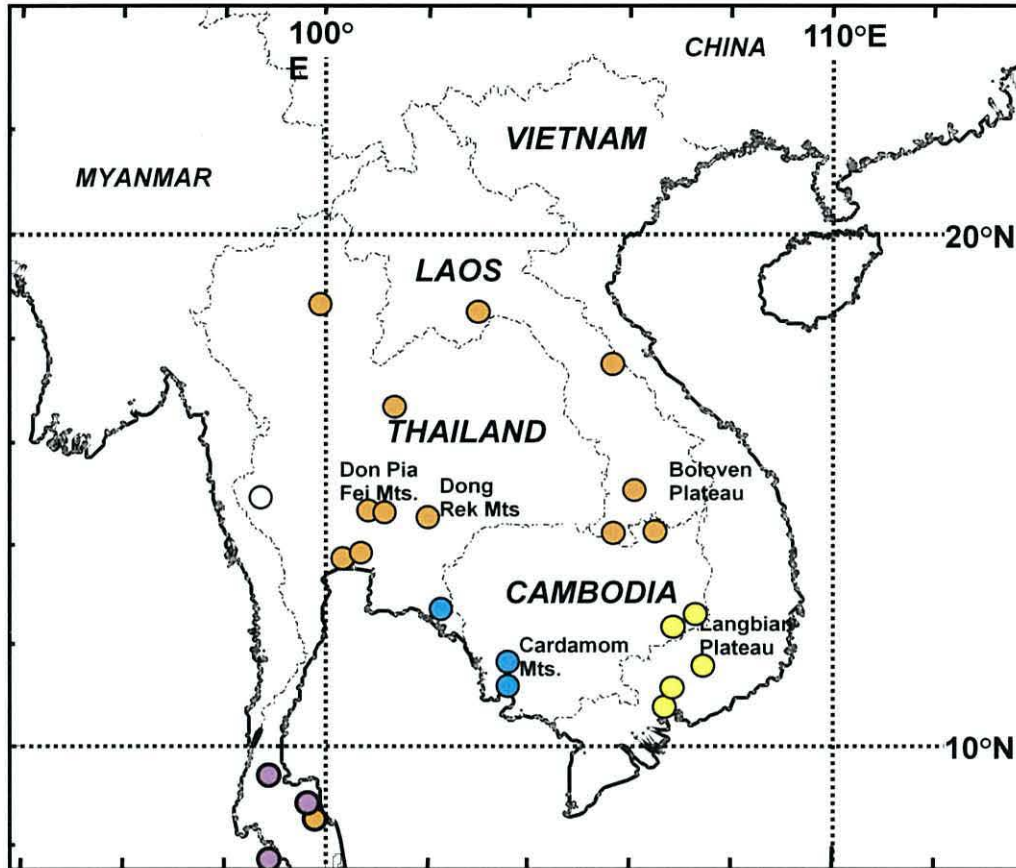 100°
E
110°E
CHINA
VIETNAM
MYANMAR
20°N
LAOS
THAILAND
Don Pia
Fei Mts.
Dong
Rek Mts
Boloven
Plateau
CAMBODIA
Langbian
Plateau
Cardamom
Mts.
10°N